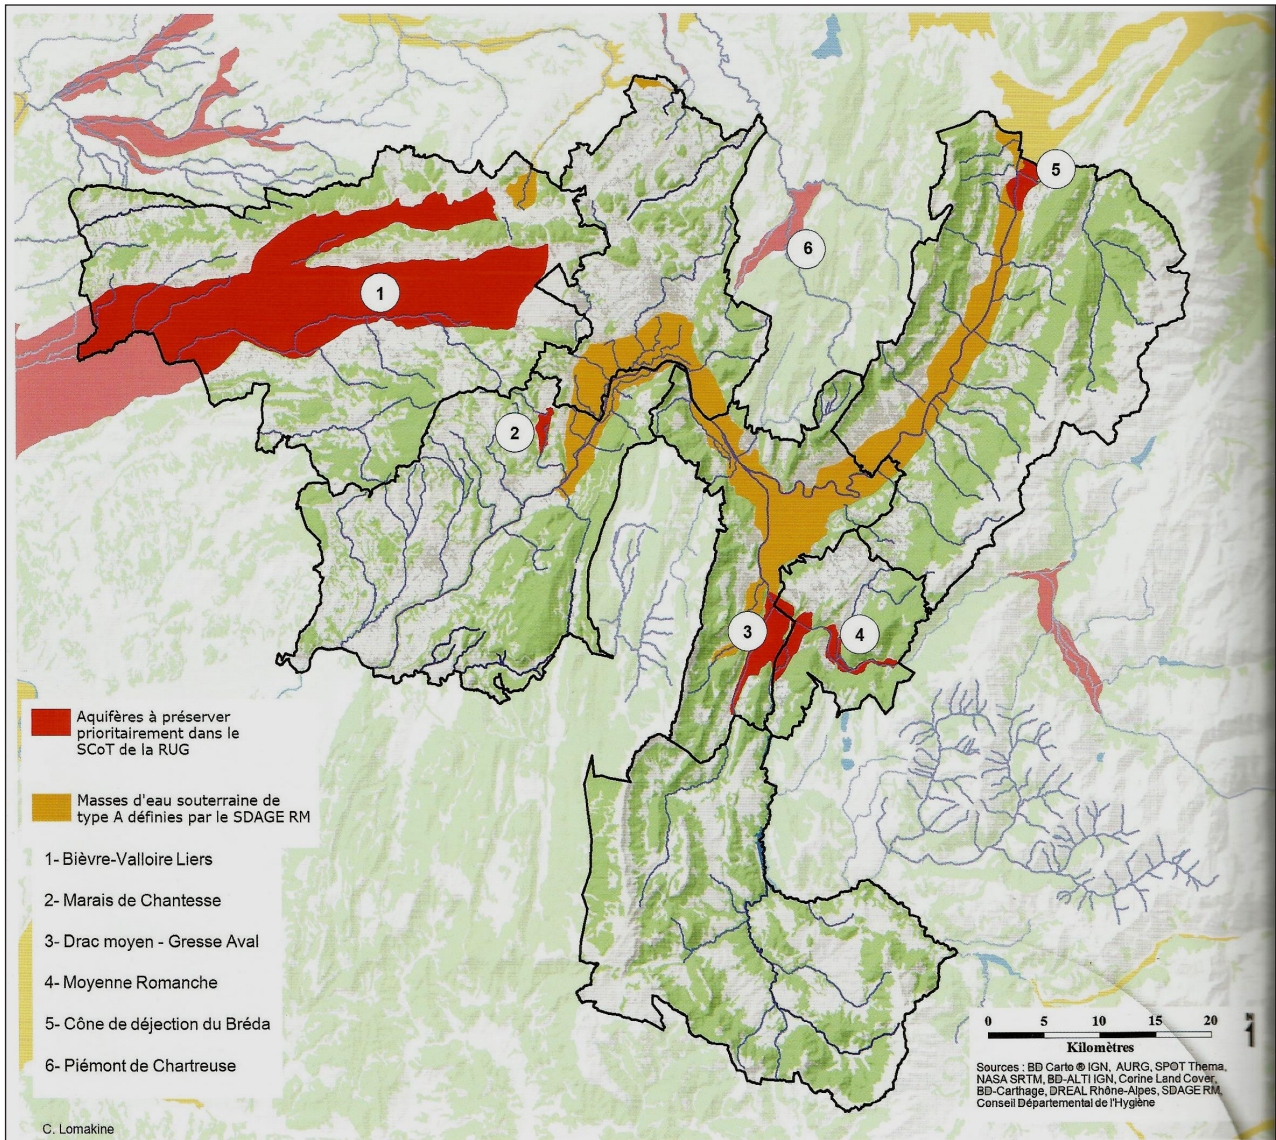 1
2
3
4
5
6
Aquifères à préserver
prioritairement dans le
SCoT de la RUG
Masses d'eau souterraine de
type A définies par le SDAGE RM
1- Bièvre-Valloire Liers
2- Marais de Chantesse
3- Drac moyen - Gresse Aval
4- Moyenne Romanche
5- Cône de déjection du Bréda
6- Piémont de Chartreuse
0 5 10 15 20
Kilomètres
N
Sources : BD Carto ® IGN, AURG, SPOT Thema,
NASA SRTM, BD-ALTI IGN, Corine Land Cover,
BD-Carthage, DREAL Rhône-Alpes, SDAGE RM,
Conseil Départemental de l'Hygiène
C. Lomakine